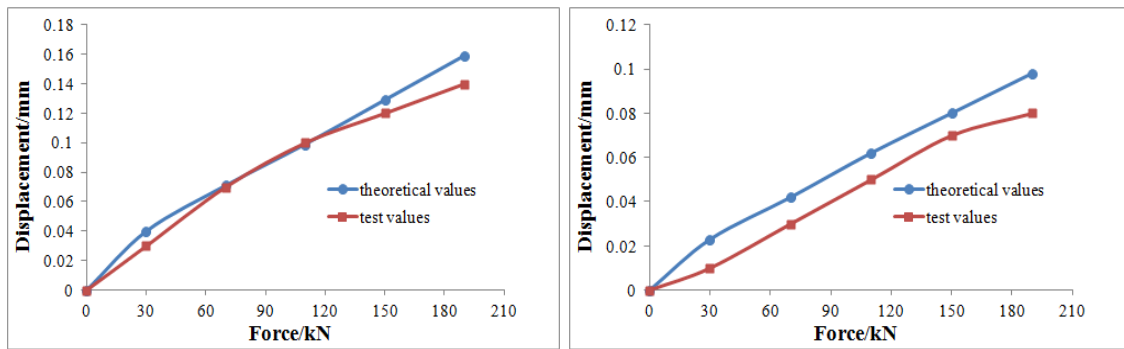 0.18
0.16
0.14
0.12
0.1
0.08
0.06
0.04
0.02
0
Displacement/mm
theoretical values
test values
0 30 60 90 120 150 180 210
Force/kN
0.12
0.1
0.08
0.06
0.04
0.02
0
Displacement/mm
theoretical values
test values
0 30 60 90 120 150 180 210
Force/kN